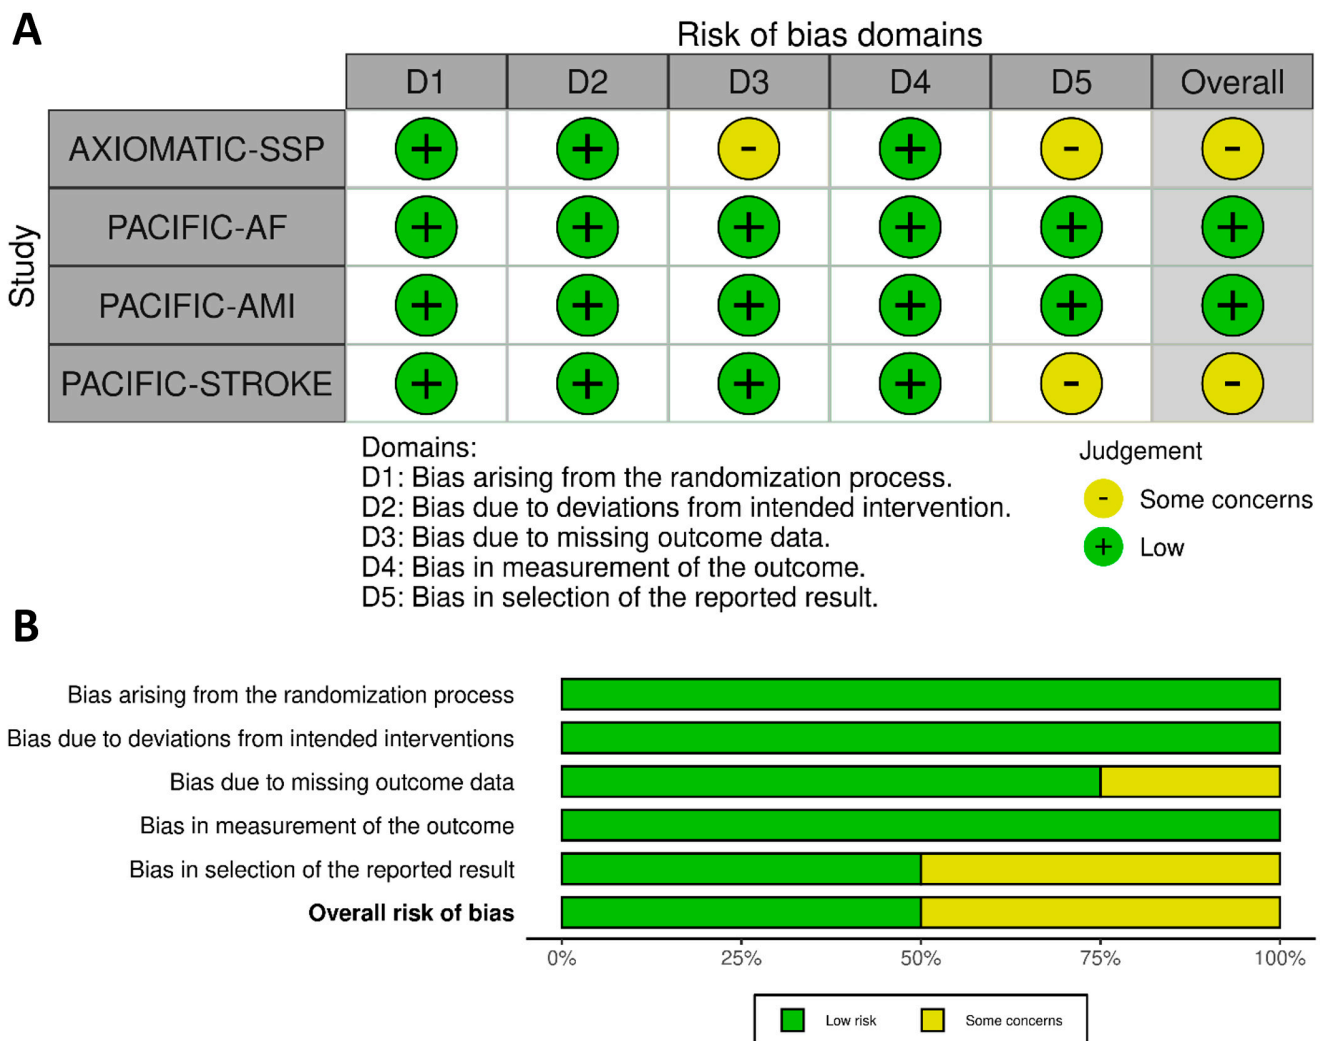 A
Risk of bias domains
D1 D2 D3 D4 D5 Overall
Study
AXIOMATIC-SSP + + - + - -
PACIFIC-AF + + + + + +
PACIFIC-AMI + + + + + +
PACIFIC-STROKE + + + + - -
Domains:
D1: Bias arising from the randomization process.
D2: Bias due to deviations from intended intervention.
D3: Bias due to missing outcome data.
D4: Bias in measurement of the outcome.
D5: Bias in selection of the reported result.
Judgement
- Some concerns
+ Low
B
Bias arising from the randomization process
Bias due to deviations from intended interventions
Bias due to missing outcome data
Bias in measurement of the outcome
Bias in selection of the reported result
Overall risk of bias
0% 25% 50% 75% 100%
Low risk Some concerns